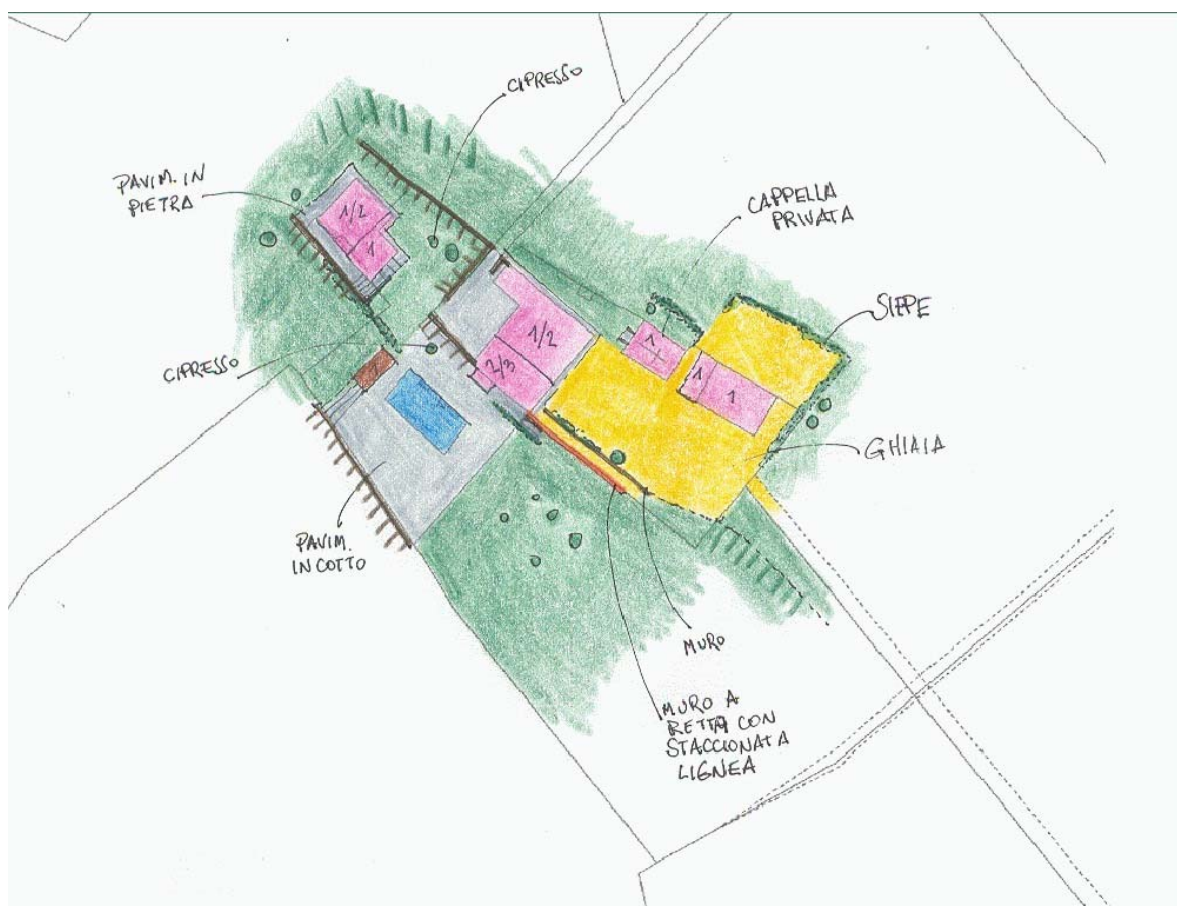 CIPRESSO
PAVIM. IN
PIETRA
1/2
1
CAPPELLA
PRIVATA
SIEPE
1/2
2/3
1
1
1
CIPRESSO
1
GHIAIA
PAVIM.
IN COTTO
MURO
MURO A
RETTA CON
STACCIONATA
LIGNEA